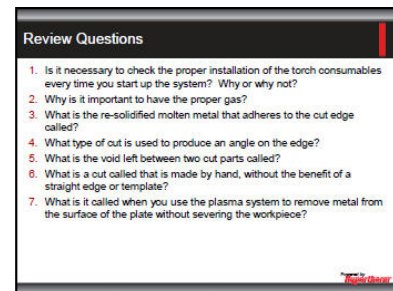 Review Questions
1. Is it necessary to check the proper installation of the torch consumables
every time you start up the system? Why or why not?
2. Why is it important to have the proper gas?
3. What is the re-solidified molten metal that adheres to the cut edge
called?
4. What type of cut is used to produce an angle on the edge?
5. What is the void left between two cut parts called?
6. What is a cut called that is made by hand, without the benefit of a
straight edge or template?
7. What is it called when you use the plasma system to remove metal from
the surface of the plate without severing the workpiece?
Powered by
Hypertherm